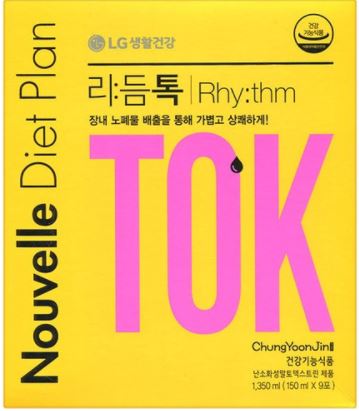 LG생활건강
건강
기능식품
리:듬톡 | Rhy:thm
장내 노폐물 배출을 통해 가볍고 상쾌하게!
TOK
Nouvelle Diet Plan
ChungYoonJin
건강기능식품
난소화성말토덱스트린 제품
1,350 ml (150 ml X 9포)